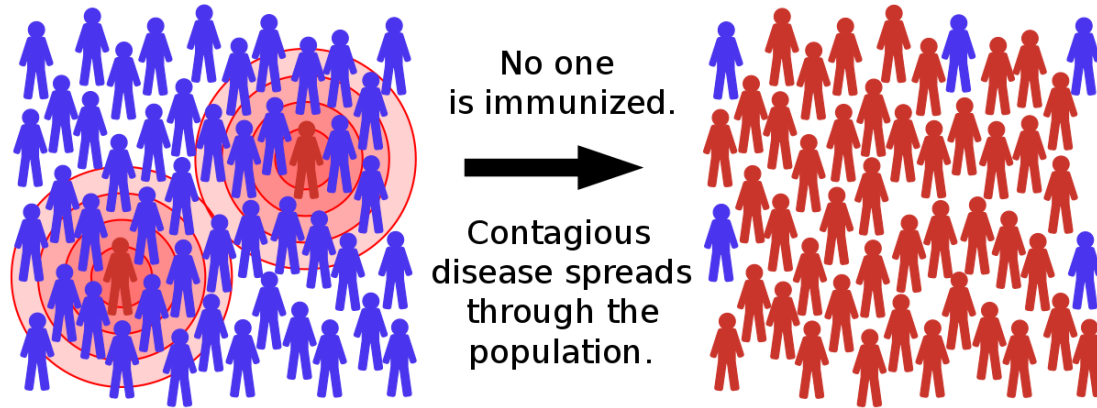 No one
is immunized.
Contagious
disease spreads
through the
population.